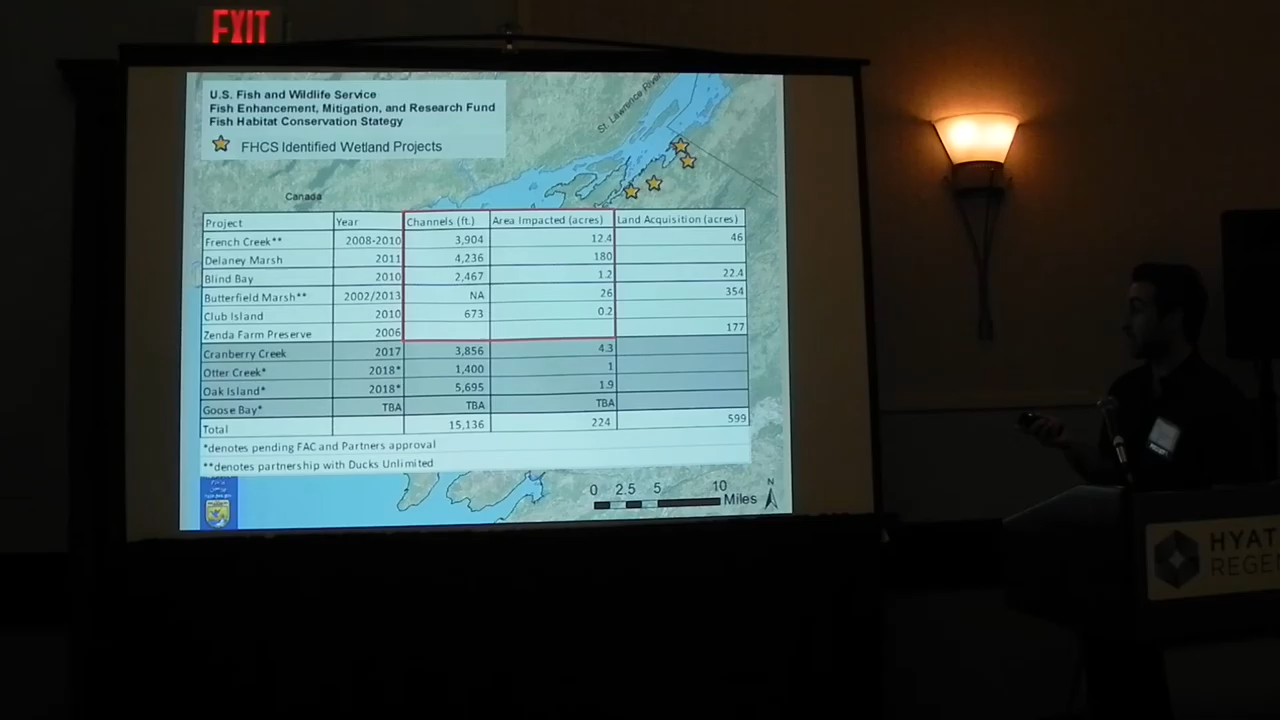 EXIT
U.S. Fish and Wildlife Service
Fish Enhancement, Mitigation, and Research Fund
Fish Habitat Conservation Stategy
FHCS Identified Wetland Projects
St. Lawrence River
Canada
Project Year Channels (ft.) Area Impacted (acres) Land Acquisition (acres)
French Creek** 2008-2010 3,904 12.4 46
Delaney Marsh 2011 4,236 180
Blind Bay 2010 2,467 1.2 22.4
Butterfield Marsh** 2002/2013 NA 26 354
Club Island 2010 673 0.2
Zenda Farm Preserve 2006 177
Cranberry Creek 2017 3,856 4.3
Otter Creek* 2018* 1,400 1
Oak Island* 2018* 5,695 1.9
Goose Bay* TBA TBA TBA
Total 15,136 224 599
*denotes pending FAC and Partners approval
**denotes partnership with Ducks Unlimited
0 2.5 5 10
Miles
N
HYAT
REGE